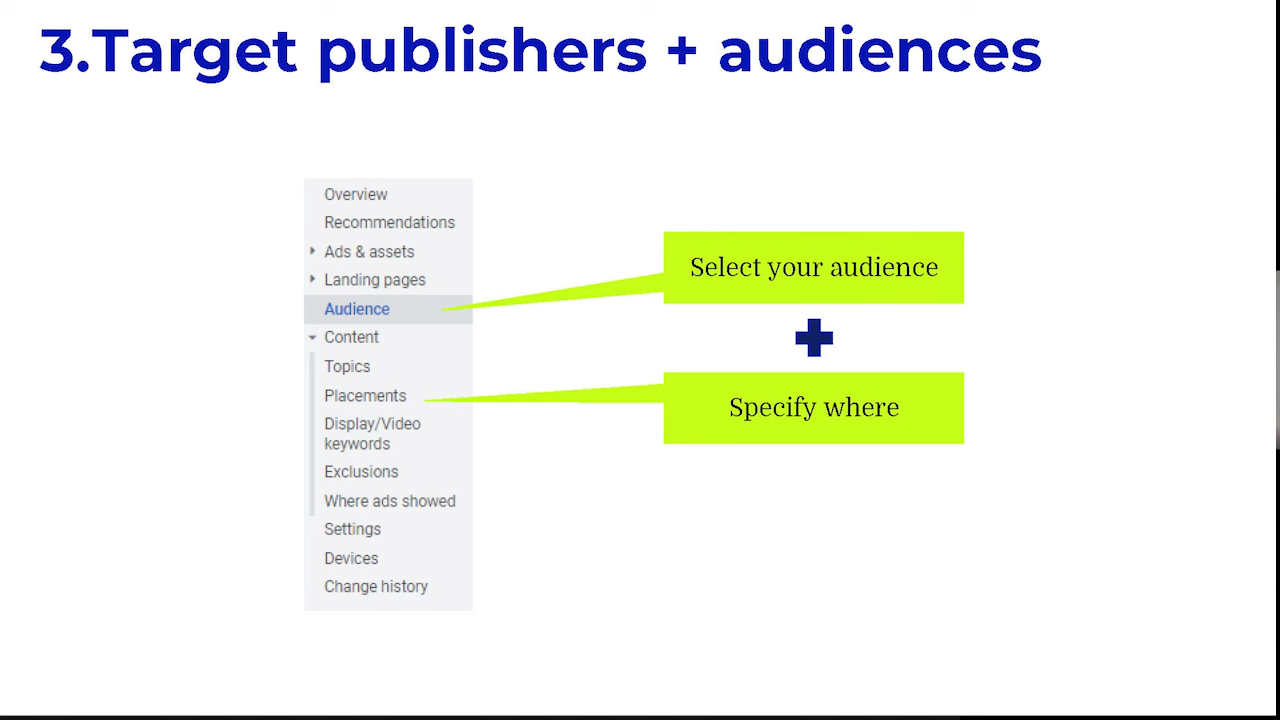 3.Target publishers + audiences
Overview
Recommendations
Ads & assets
Landing pages
Audience
Content
Topics
Placements
Display/Video
keywords
Exclusions
Where ads showed
Settings
Devices
Change history
Select your audience
Specify where